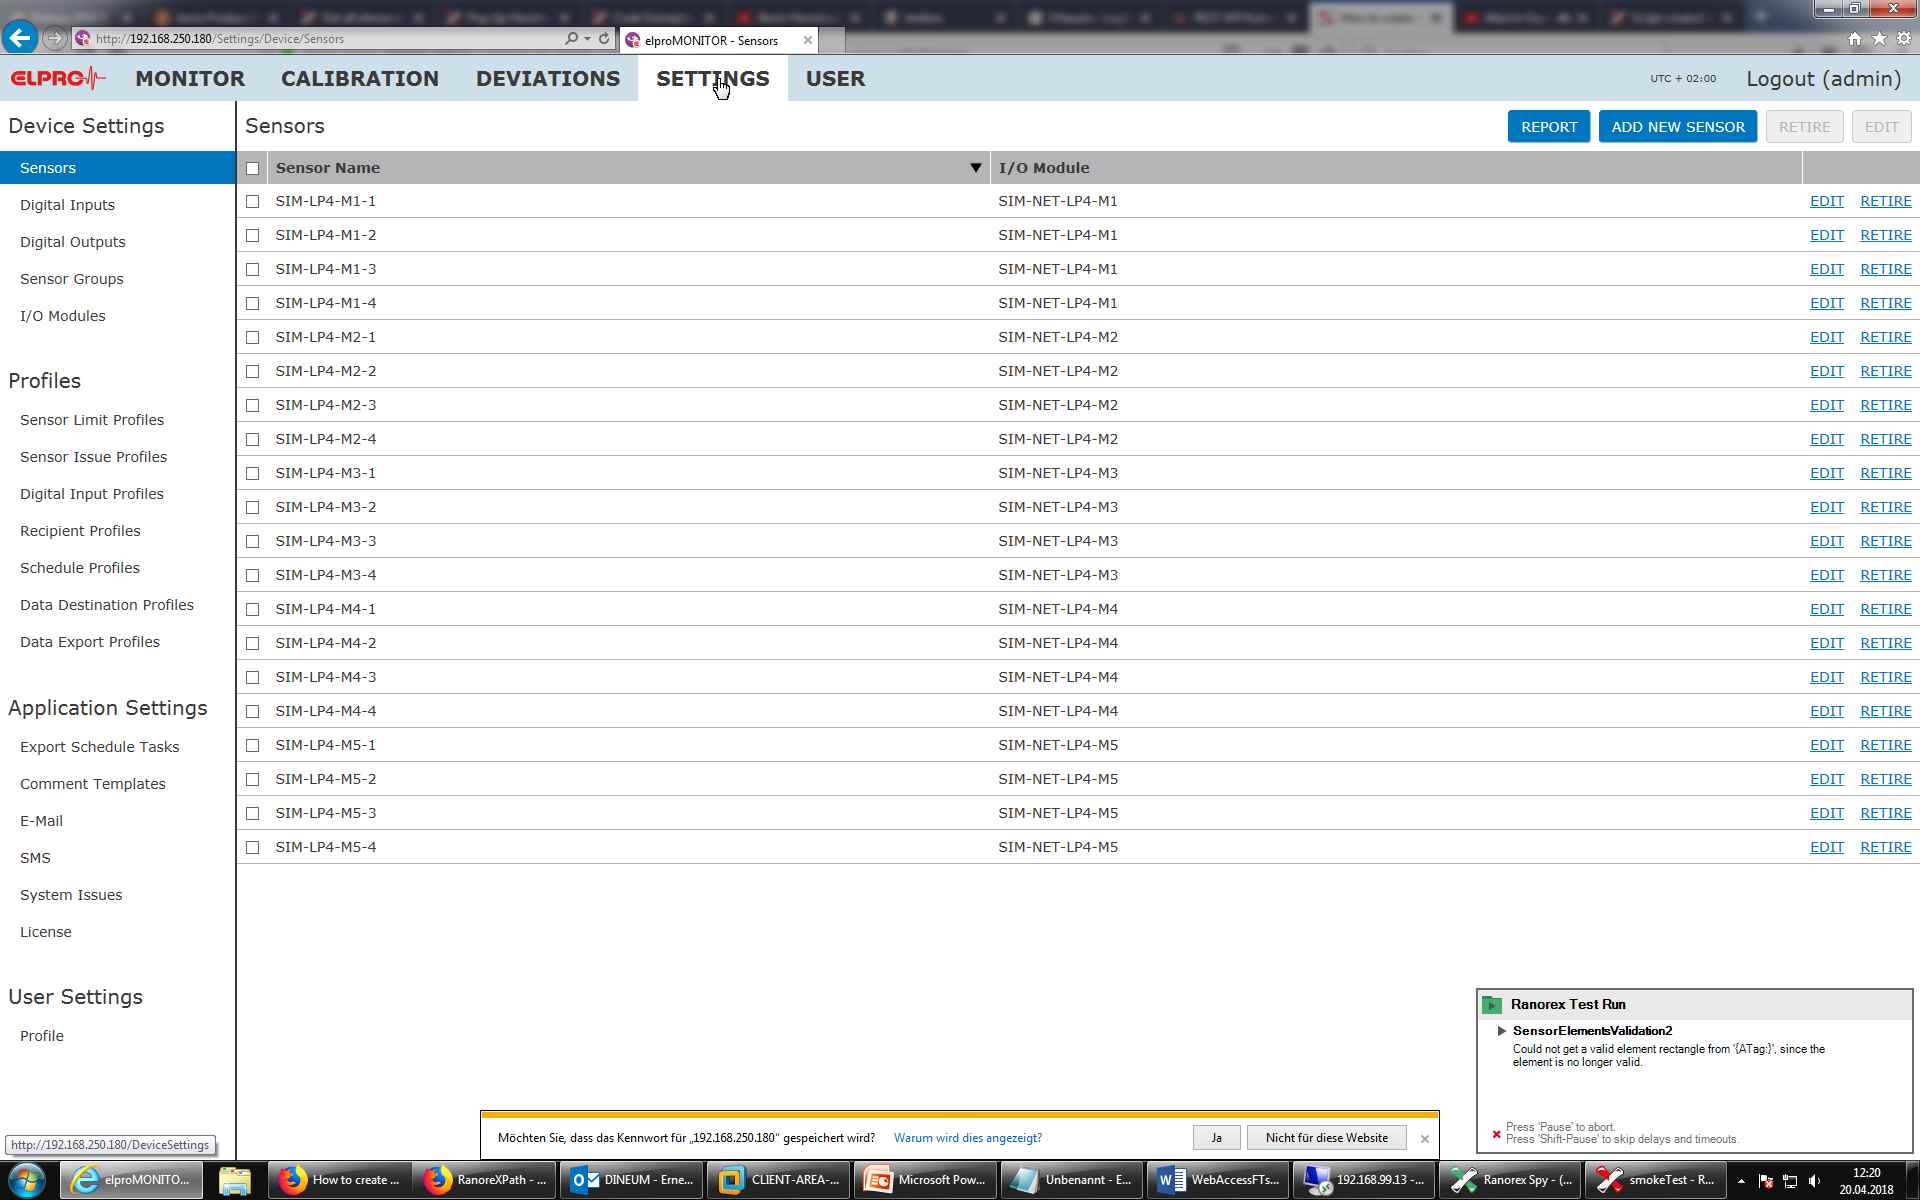 http://192.168.250.180/Settings/Device/Sensors
elproMONITOR - Sensors
ELPRO
MONITOR
CALIBRATION
DEVIATIONS
SETTINGS
USER
UTC + 02:00
Logout (admin)
Device Settings
Sensors
Digital Inputs
Digital Outputs
Sensor Groups
I/O Modules
Profiles
Sensor Limit Profiles
Sensor Issue Profiles
Digital Input Profiles
Recipient Profiles
Schedule Profiles
Data Destination Profiles
Data Export Profiles
Application Settings
Export Schedule Tasks
Comment Templates
E-Mail
SMS
System Issues
License
User Settings
Profile
http://192.168.250.180/DeviceSettings
Sensors
REPORT
ADD NEW SENSOR
RETIRE
EDIT
Sensor Name I/O Module
SIM-LP4-M1-1 SIM-NET-LP4-M1 EDIT RETIRE
SIM-LP4-M1-2 SIM-NET-LP4-M1 EDIT RETIRE
SIM-LP4-M1-3 SIM-NET-LP4-M1 EDIT RETIRE
SIM-LP4-M1-4 SIM-NET-LP4-M1 EDIT RETIRE
SIM-LP4-M2-1 SIM-NET-LP4-M2 EDIT RETIRE
SIM-LP4-M2-2 SIM-NET-LP4-M2 EDIT RETIRE
SIM-LP4-M2-3 SIM-NET-LP4-M2 EDIT RETIRE
SIM-LP4-M2-4 SIM-NET-LP4-M2 EDIT RETIRE
SIM-LP4-M3-1 SIM-NET-LP4-M3 EDIT RETIRE
SIM-LP4-M3-2 SIM-NET-LP4-M3 EDIT RETIRE
SIM-LP4-M3-3 SIM-NET-LP4-M3 EDIT RETIRE
SIM-LP4-M3-4 SIM-NET-LP4-M3 EDIT RETIRE
SIM-LP4-M4-1 SIM-NET-LP4-M4 EDIT RETIRE
SIM-LP4-M4-2 SIM-NET-LP4-M4 EDIT RETIRE
SIM-LP4-M4-3 SIM-NET-LP4-M4 EDIT RETIRE
SIM-LP4-M4-4 SIM-NET-LP4-M4 EDIT RETIRE
SIM-LP4-M5-1 SIM-NET-LP4-M5 EDIT RETIRE
SIM-LP4-M5-2 SIM-NET-LP4-M5 EDIT RETIRE
SIM-LP4-M5-3 SIM-NET-LP4-M5 EDIT RETIRE
SIM-LP4-M5-4 SIM-NET-LP4-M5 EDIT RETIRE
Ranorex Test Run
SensorElementsValidation2
Could not get a valid element rectangle from '{ATag:}', since the
element is no longer valid.
Press 'Pause' to abort.
Press 'Shift-Pause' to skip delays and timeouts.
Möchten Sie, dass das Kennwort für „192.168.250.180“ gespeichert wird? Warum wird dies angezeigt? Ja Nicht für diese Website
elproMONITO...
How to create ...
RanoreXPath - ...
DINEUM - Erne...
CLIENT-AREA-...
Microsoft Pow...
Unbenannt - E...
WebAccessFTs...
192.168.99.13 -...
Ranorex Spy - (...
smokeTest - R...
12:20
20.04.2018